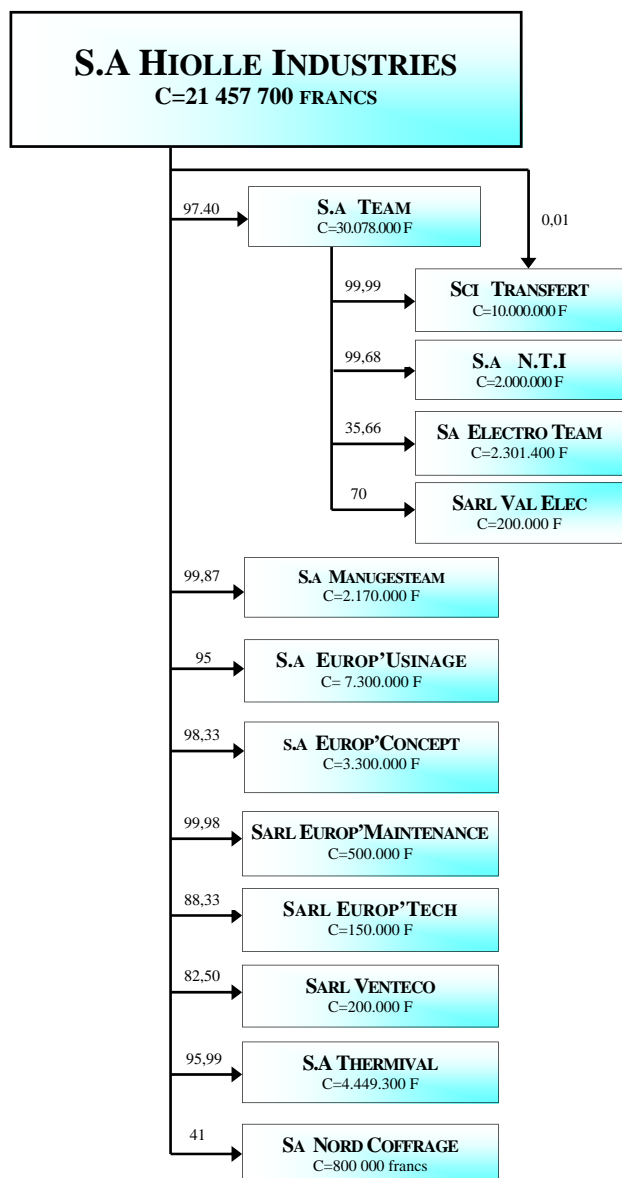 S.A HIOLLE INDUSTRIES
C=21 457 700 FRANCS
97.40
S.A TEAM
C=30.078.000 F
0,01
99,99
SCI TRANSFERT
C=10.000.000 F
99,68
S.A N.T.I
C=2.000.000 F
35,66
SA ELECTRO TEAM
C=2.301.400 F
70
SARL VAL ELEC
C=200.000 F
99,87
S.A MANUGESTEAM
C=2.170.000 F
95
S.A EUROP'USINAGE
C= 7.300.000 F
98,33
S.A EUROP'CONCEPT
C=3.300.000 F
99,98
SARL EUROP'MAINTENANCE
C=500.000 F
88,33
SARL EUROP'TECH
C=150.000 F
82,50
SARL VENTECO
C=200.000 F
95,99
S.A THERMIVAL
C=4.449.300 F
41
SA NORD COFFRAGE
C=800 000 francs